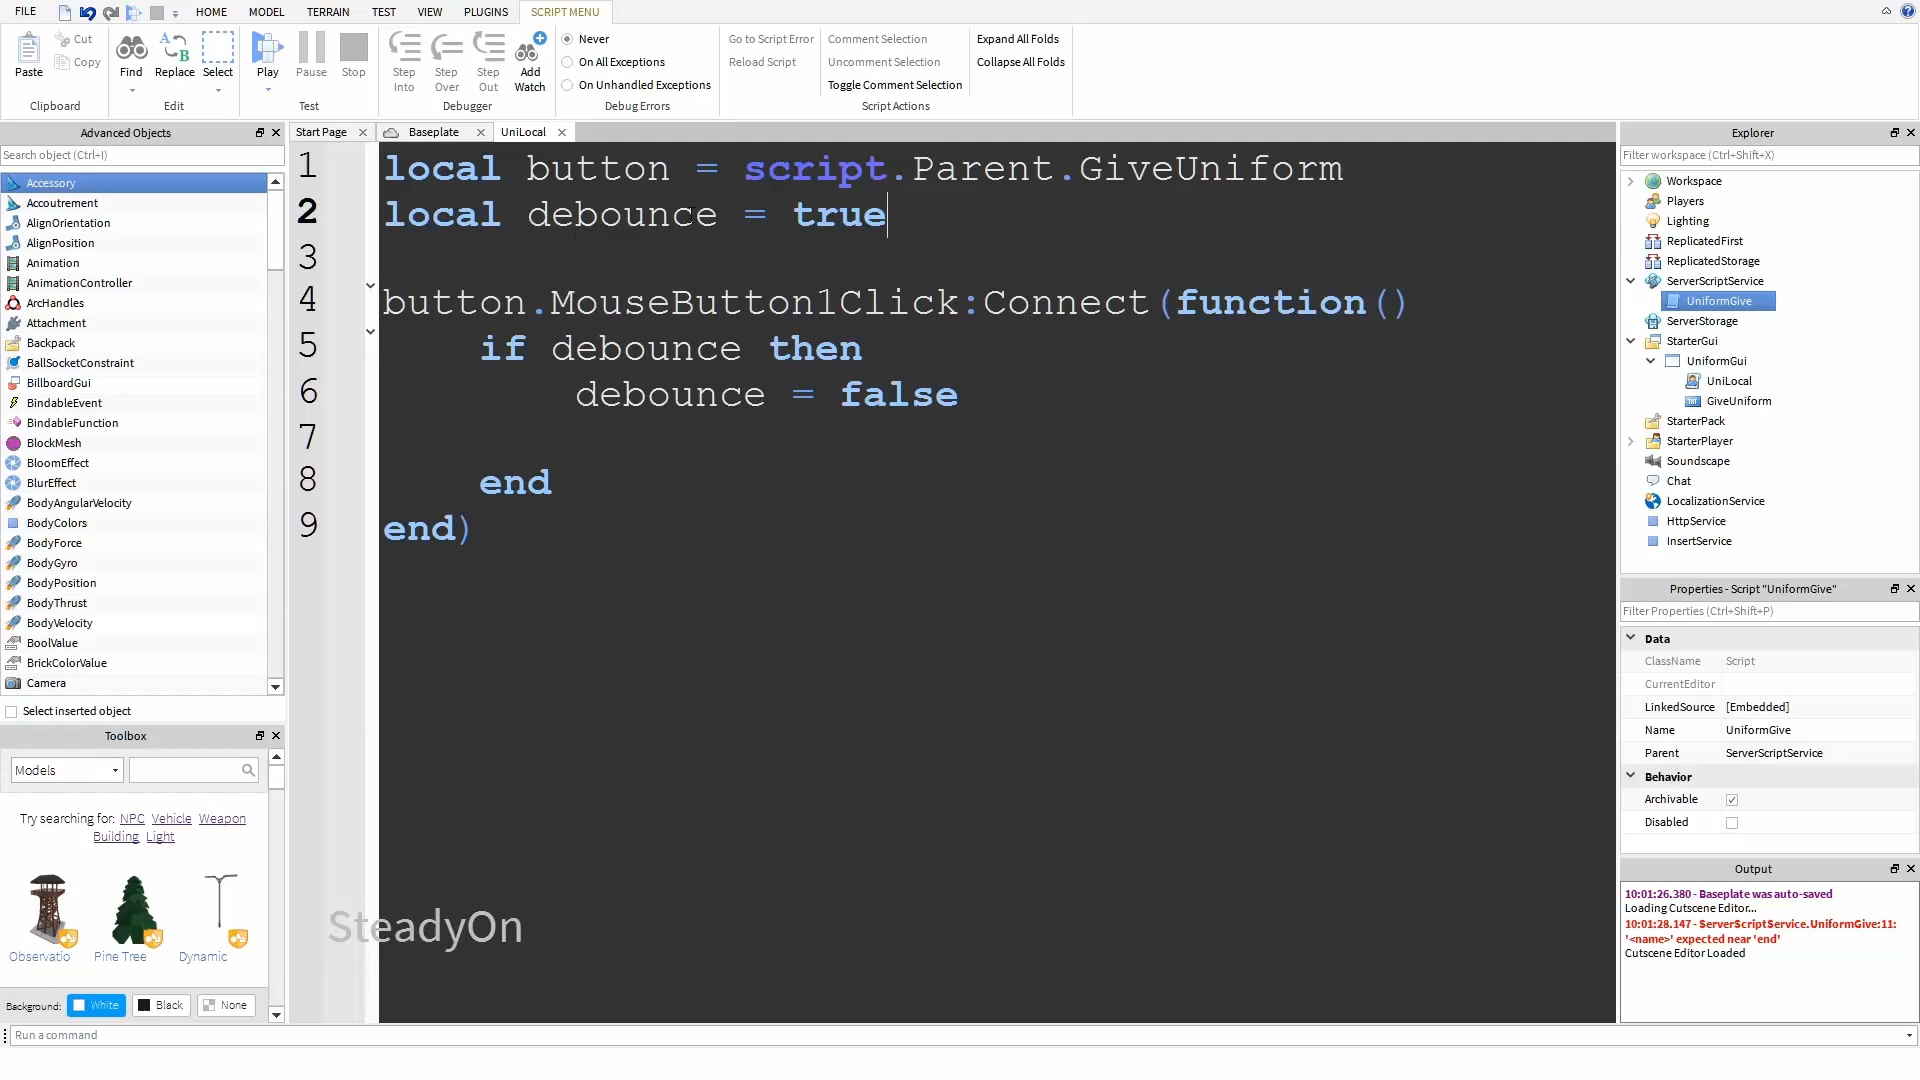 FILE HOME MODEL TERRAIN TEST VIEW PLUGINS SCRIPT MENU
Paste
Cut
Copy
Clipboard
Find
Replace
Select
Edit
Play
Pause
Stop
Test
Step Into
Step Over
Step Out
Add Watch
Debugger
Never
On All Exceptions
On Unhandled Exceptions
Debug Errors
Go to Script Error
Reload Script
Comment Selection
Uncomment Selection
Toggle Comment Selection
Script Actions
Expand All Folds
Collapse All Folds
Advanced Objects
Search object (Ctrl+I)
Accessory
Accoutrement
AlignOrientation
AlignPosition
Animation
AnimationController
ArcHandles
Attachment
Backpack
BallSocketConstraint
BillboardGui
BindableEvent
BindableFunction
BlockMesh
BloomEffect
BlurEffect
BodyAngularVelocity
BodyColors
BodyForce
BodyGyro
BodyPosition
BodyThrust
BodyVelocity
BoolValue
BrickColorValue
Camera
Select inserted object
Toolbox
Models
Try searching for: NPC Vehicle Weapon
Building Light
Observatio
Pine Tree
Dynamic
Background: White Black None
Run a command
Start Page Baseplate UniLocal
1 local button = script.Parent.GiveUniform
2 local debounce = true
3
4 button.MouseButton1Click:Connect(function()
5 if debounce then
6 debounce = false
7
8 end
9 end)
SteadyOn
Explorer
Filter workspace (Ctrl+Shift+X)
Workspace
Players
Lighting
ReplicatedFirst
ReplicatedStorage
ServerScriptService
UniformGive
ServerStorage
StarterGui
UniformGui
UniLocal
GiveUniform
StarterPack
StarterPlayer
Soundscape
Chat
LocalizationService
HttpService
InsertService
Properties - Script "UniformGive"
Filter Properties (Ctrl+Shift+P)
Data
ClassName Script
CurrentEditor
LinkedSource [Embedded]
Name UniformGive
Parent ServerScriptService
Behavior
Archivable
Disabled
Output
10:01:26.380 - Baseplate was auto-saved
Loading Cutscene Editor...
10:01:28.147 - ServerScriptService.UniformGive:11:
'<name>' expected near 'end'
Cutscene Editor Loaded